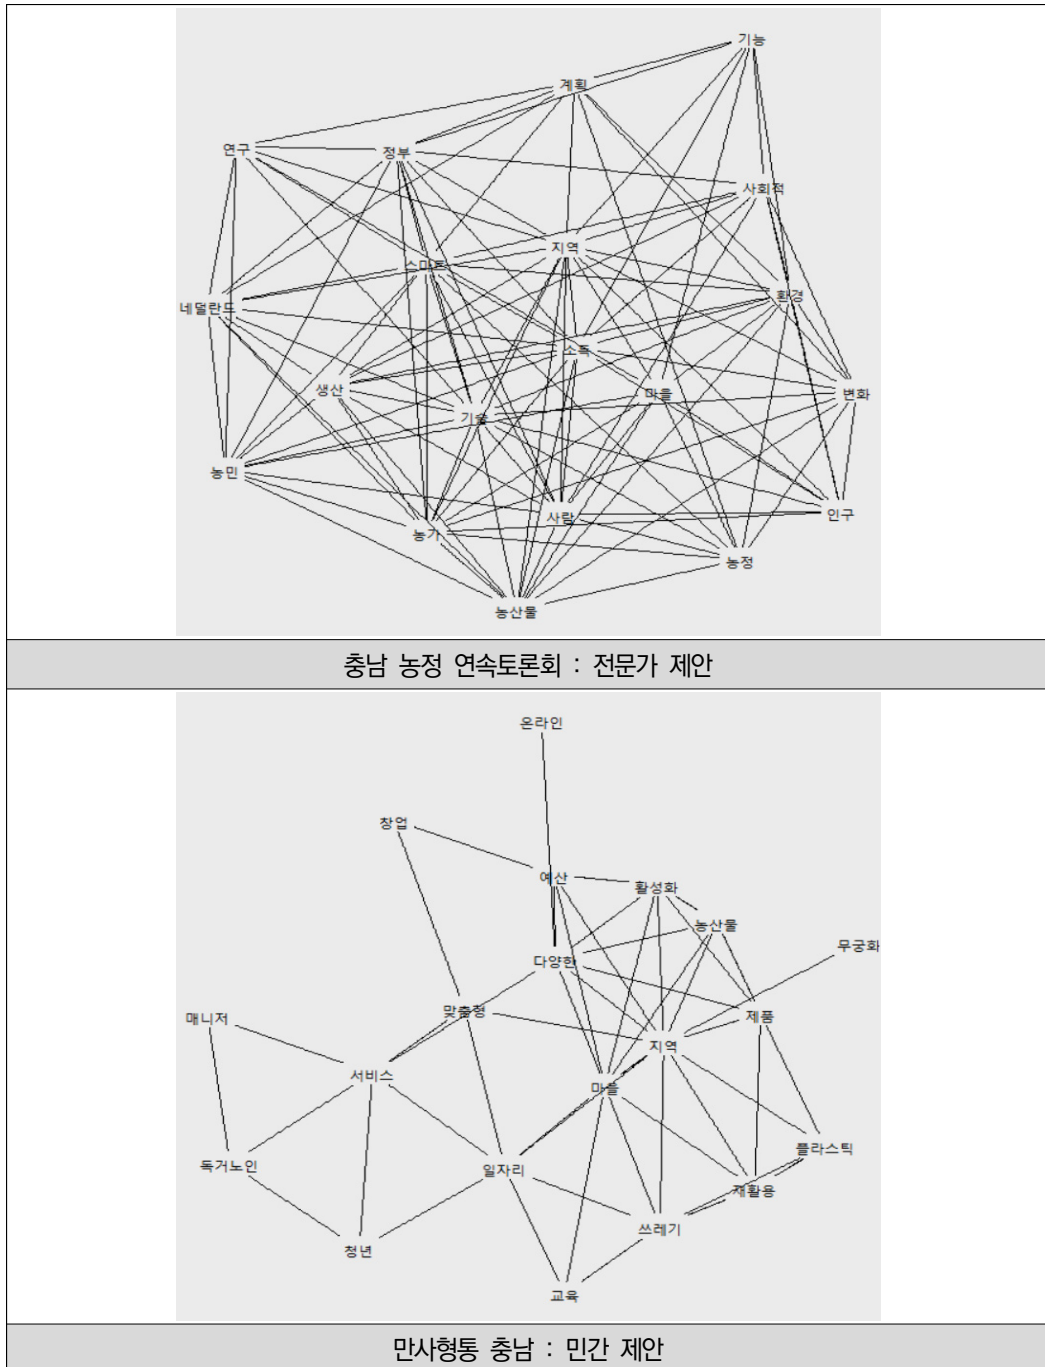 기능
계획
연구
정부
사회적
지역
스마트
환경
네덜란드
소득
생산
마을
변화
기술
농민
사람
인구
농가
농정
농산물
충남 농정 연속토론회 : 전문가 제안
온라인
창업
예산
활성화
농산물
무궁화
다양한
맞춤형
제품
매니저
지역
서비스
마을
플라스틱
독거노인
일자리
재활용
쓰레기
청년
교육
만사형통 충남 : 민간 제안